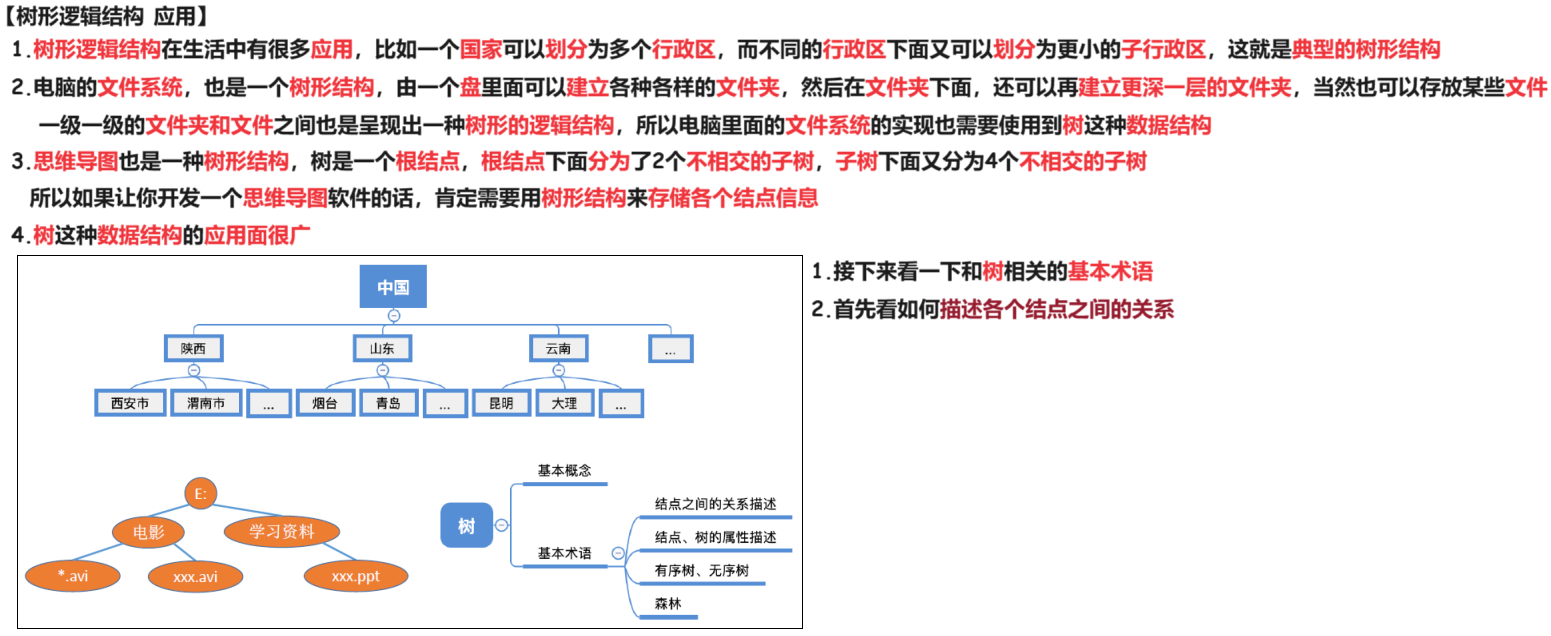 【树形逻辑结构 应用】
1.树形逻辑结构在生活中有很多应用，比如一个国家可以划分为多个行政区，而不同的行政区下面又可以划分为更小的子行政区，这就是典型的树形结构
2.电脑的文件系统，也是一个树形结构，由一个盘里面可以建立各种各样的文件夹，然后在文件夹下面，还可以再建立更深一层的文件夹，当然也可以存放某些文件
一级一级的文件夹和文件之间也是呈现出一种树形的逻辑结构，所以电脑里面的文件系统的实现也需要使用到树这种数据结构
3.思维导图也是一种树形结构，树是一个根结点，根结点下面分为了2个不相交的子树，子树下面又分为4个不相交的子树
所以如果让你开发一个思维导图软件的话，肯定需要用树形结构来存储各个结点信息
4.树这种数据结构的应用面很广
中国
陕西 山东 云南 ...
西安市 渭南市 ... 烟台 青岛 ... 昆明 大理 ...
E:
电影 学习资料
*.avi xxx.avi xxx.ppt
树
基本概念
基本术语
结点之间的关系描述
结点、树的属性描述
有序树、无序树
森林
1.接下来看一下和树相关的基本术语
2.首先看如何描述各个结点之间的关系